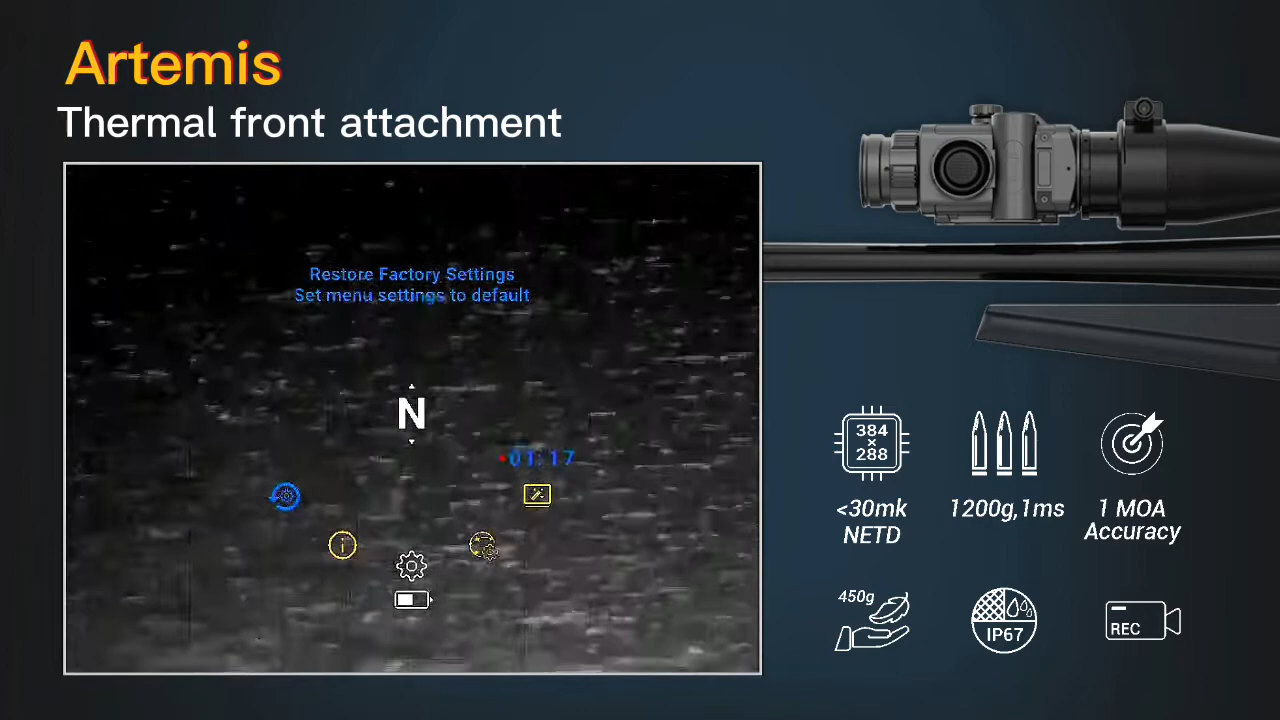 Artemis
Thermal front attachment
Restore Factory Settings
Set menu settings to default
N
01:17
384
×
288
<30mk
NETD
1200g,1ms
1 MOA
Accuracy
450g
IP67
REC